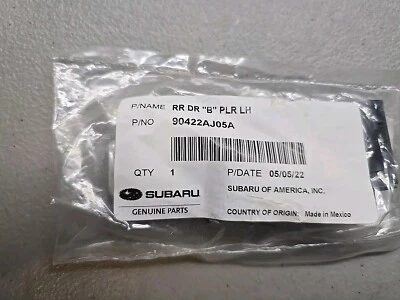 P/NAME RR DR "B" PLR LH
P/NO 90422AJ05A
QTY 1 P/DATE 05/05/22
SUBARU SUBARU OF AMERICA, INC.
GENUINE PARTS COUNTRY OF ORIGIN: Made in Mexico